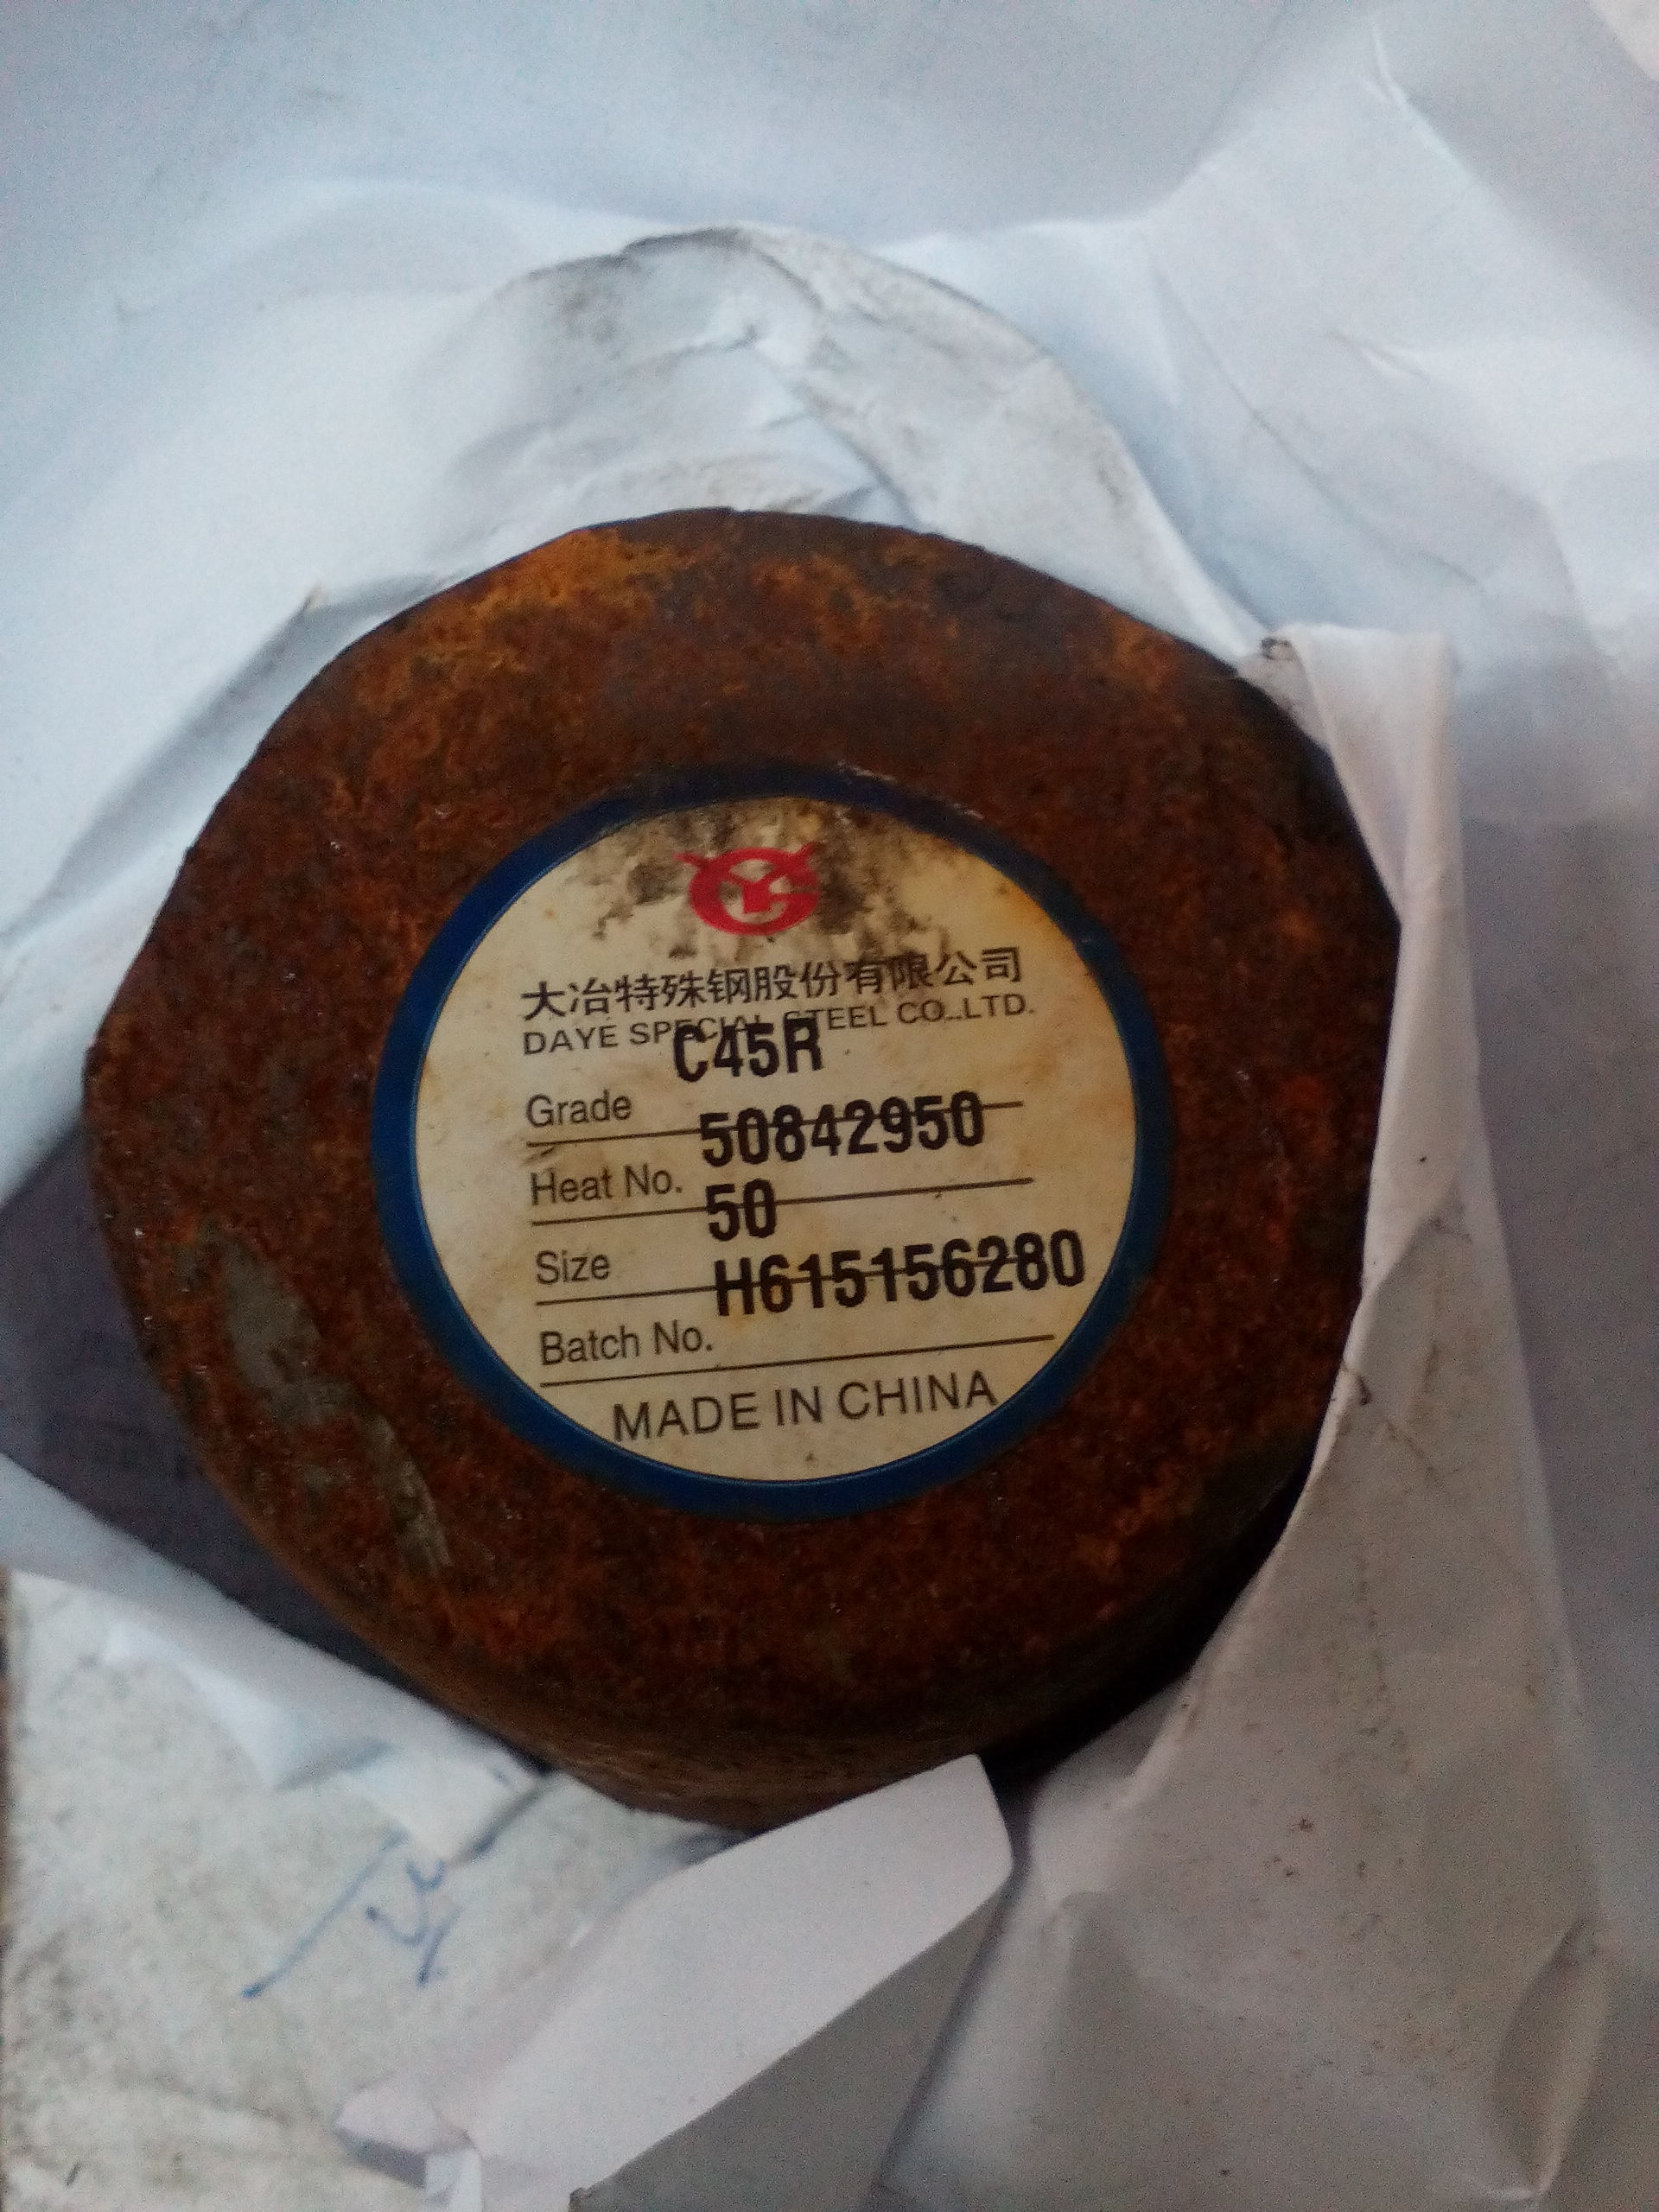 大冶特殊钢股份有限公司
DAYE SPECIAL STEEL CO.,LTD.
Grade C45R
Heat No. 50842950
Size 50
Batch No. H615156280
MADE IN CHINA